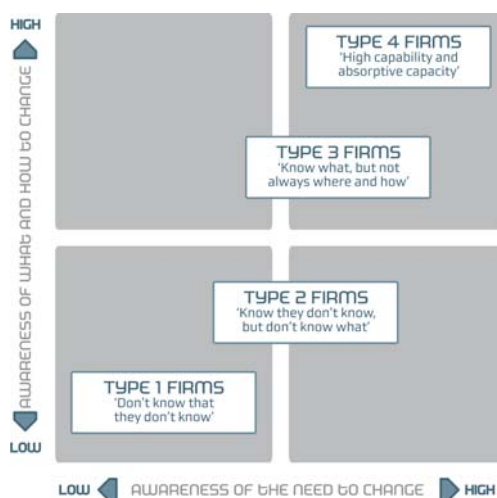 HIGH
TYPE 4 FIRMS
‘High capability and
absorptive capacity’
TYPE 3 FIRMS
‘Know what, but not
always where and how’
TYPE 2 FIRMS
‘Know they don’t know,
but don’t know what’
TYPE 1 FIRMS
‘Don’t know that
they don’t know’
AWARENESS OF WHAT AND HOW TO CHANGE
LOW
LOW AWARENESS OF THE NEED TO CHANGE HIGH